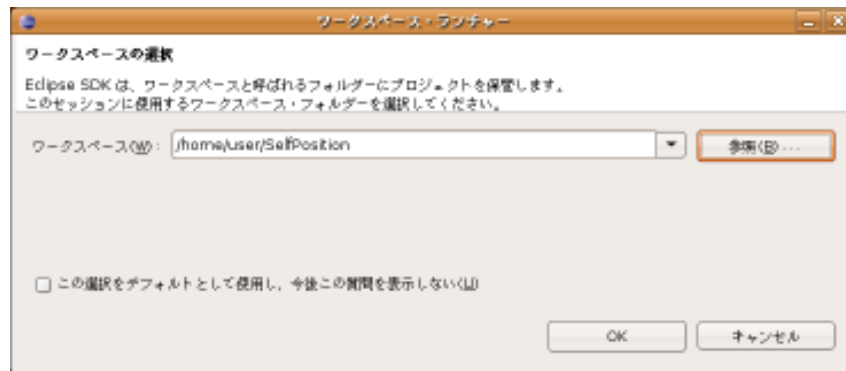 ワークスペース・ランチャー
ワークスペースの選択
Eclipse SDK は、ワークスペースと呼ばれるフォルダーにプロジェクトを保管します。
このセッションに使用するワークスペース・フォルダーを選択してください。
ワークスペース(W): /home/user/SelfPosition 参照(B)...
この選択をデフォルトとして使用し、今後この質問を表示しない(U)
OK キャンセル